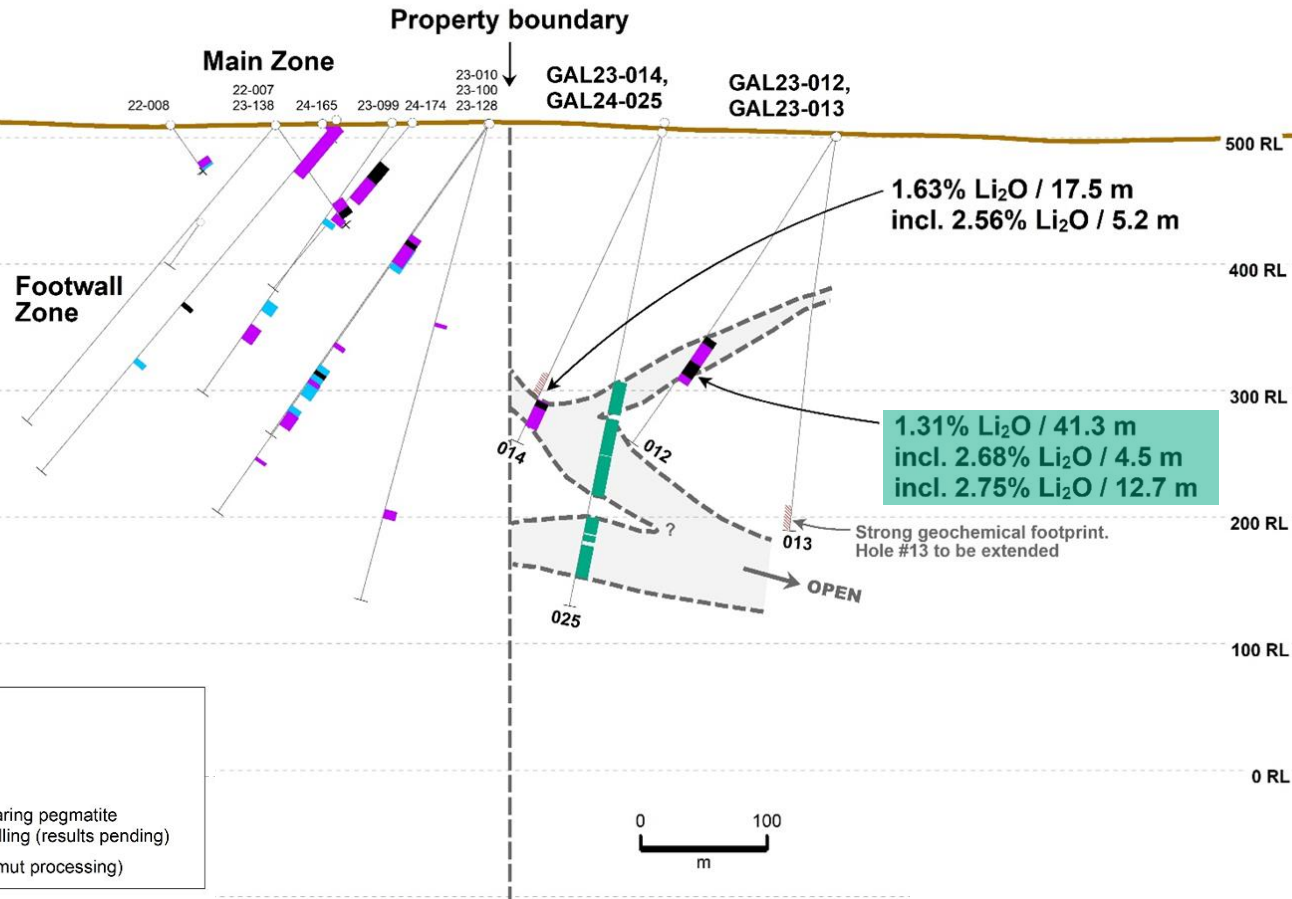 Property boundary
Main Zone
22-008
22-007
23-138
24-165
23-099
24-174
23-010
23-100
23-128
GAL23-014,
GAL24-025
GAL23-012,
GAL23-013
500 RL
1.63% Li₂O / 17.5 m
incl. 2.56% Li₂O / 5.2 m
400 RL
Footwall
Zone
300 RL
1.31% Li₂O / 41.3 m
incl. 2.68% Li₂O / 4.5 m
incl. 2.75% Li₂O / 12.7 m
014
012
200 RL
?
013
Strong geochemical footprint.
Hole #13 to be extended
OPEN
025
100 RL
0 RL
aring pegmatite
lling (results pending)
mut processing)
0 100
m